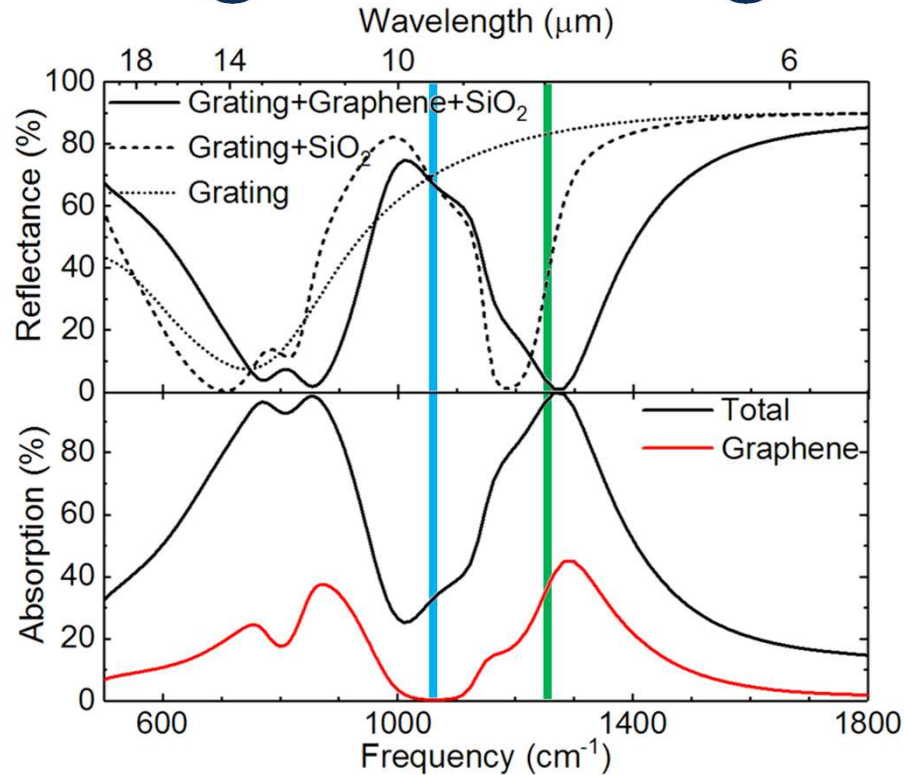 Wavelength (μm)
18 14 10 6
100
80
60
40
20
0
Reflectance (%)
Grating+Graphene+SiO₂
Grating+SiO₂
Grating
80
60
40
20
0
Absorption (%)
Total
Graphene
600 1000 1400 1800
Frequency (cm⁻¹)